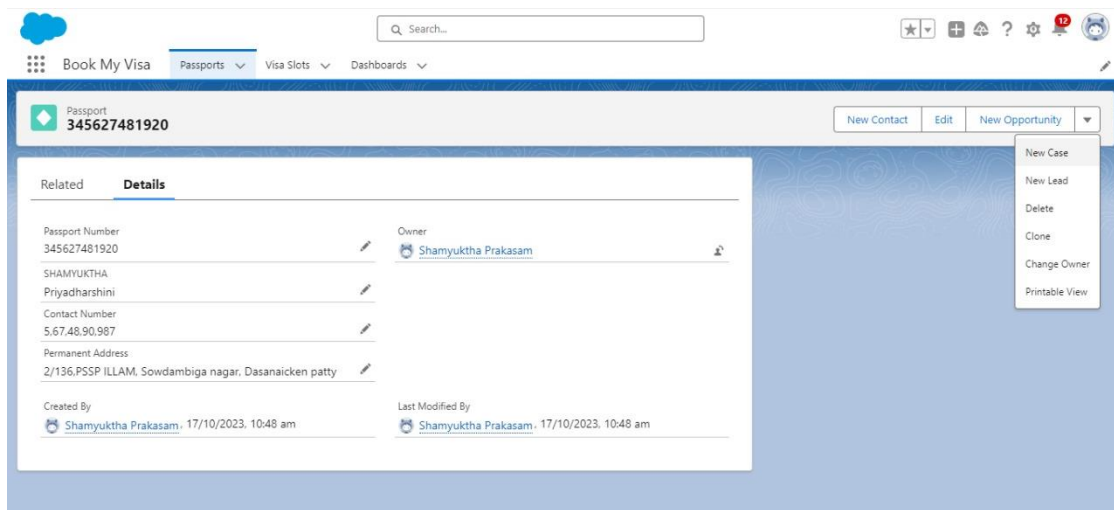 Search...
12
Book My Visa Passports Visa Slots Dashboards
Passport
345627481920
New Contact Edit New Opportunity
New Case
New Lead
Delete
Clone
Change Owner
Printable View
Related Details
Passport Number
345627481920
Owner
Shamyuktha Prakasam
SHAMYUKTHA
Priyadharshini
Contact Number
5,67,48,90,987
Permanent Address
2/136,PSSP ILLAM, Sowdambiga nagar, Dasanaicken patty
Created By
Shamyuktha Prakasam, 17/10/2023, 10:48 am
Last Modified By
Shamyuktha Prakasam, 17/10/2023, 10:48 am